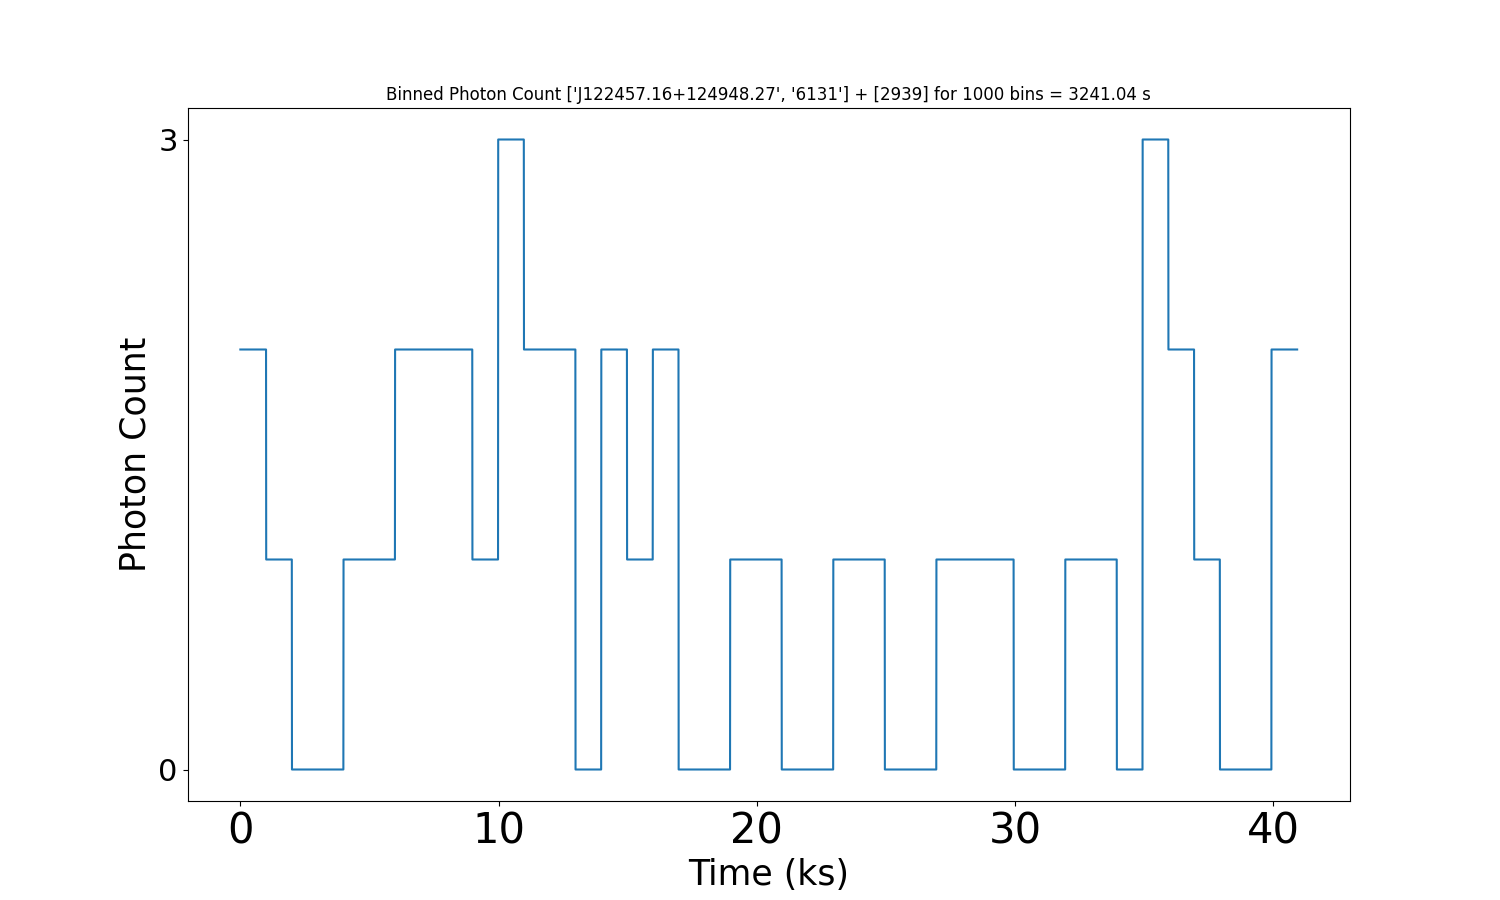 Binned Photon Count ['J122457.16+124948.27', '6131'] + [2939] for 1000 bins = 3241.04 s
3
Photon Count
0
0 10 20 30 40
Time (ks)